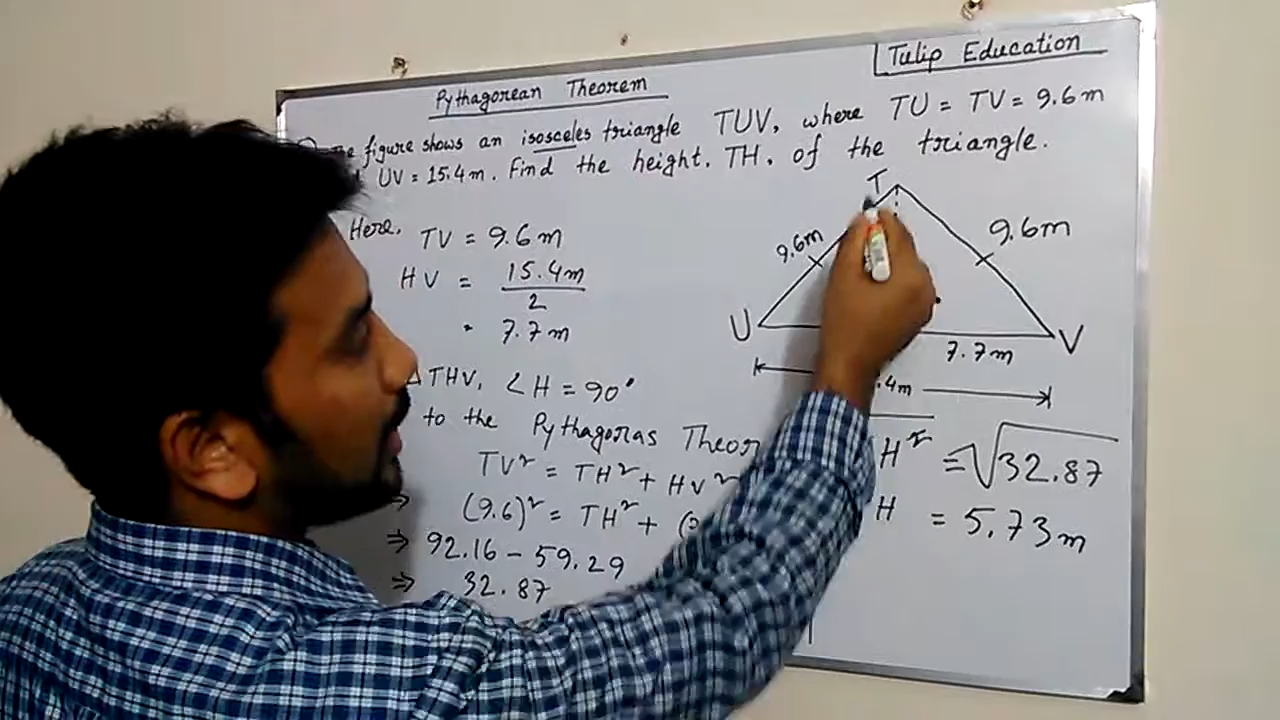 Tulip Education
Pythagorean Theorem
figure shows an isosceles triangle TUV, where TU = TV = 9.6m
UV = 15.4m. Find the height, TH, of the triangle.
Here, TV = 9.6m
HV = 15.4m
2
= 7.7m
△THV, ∠H = 90°
to the Pythagoras Theor
TV² = TH² + HV²
⇒ (9.6)² = TH² + (
⇒ 92.16 - 59.29
⇒ 32.87
T
9.6m
9.6m
U
V
7.7m
.4m
H² = √32.87
H = 5.73m